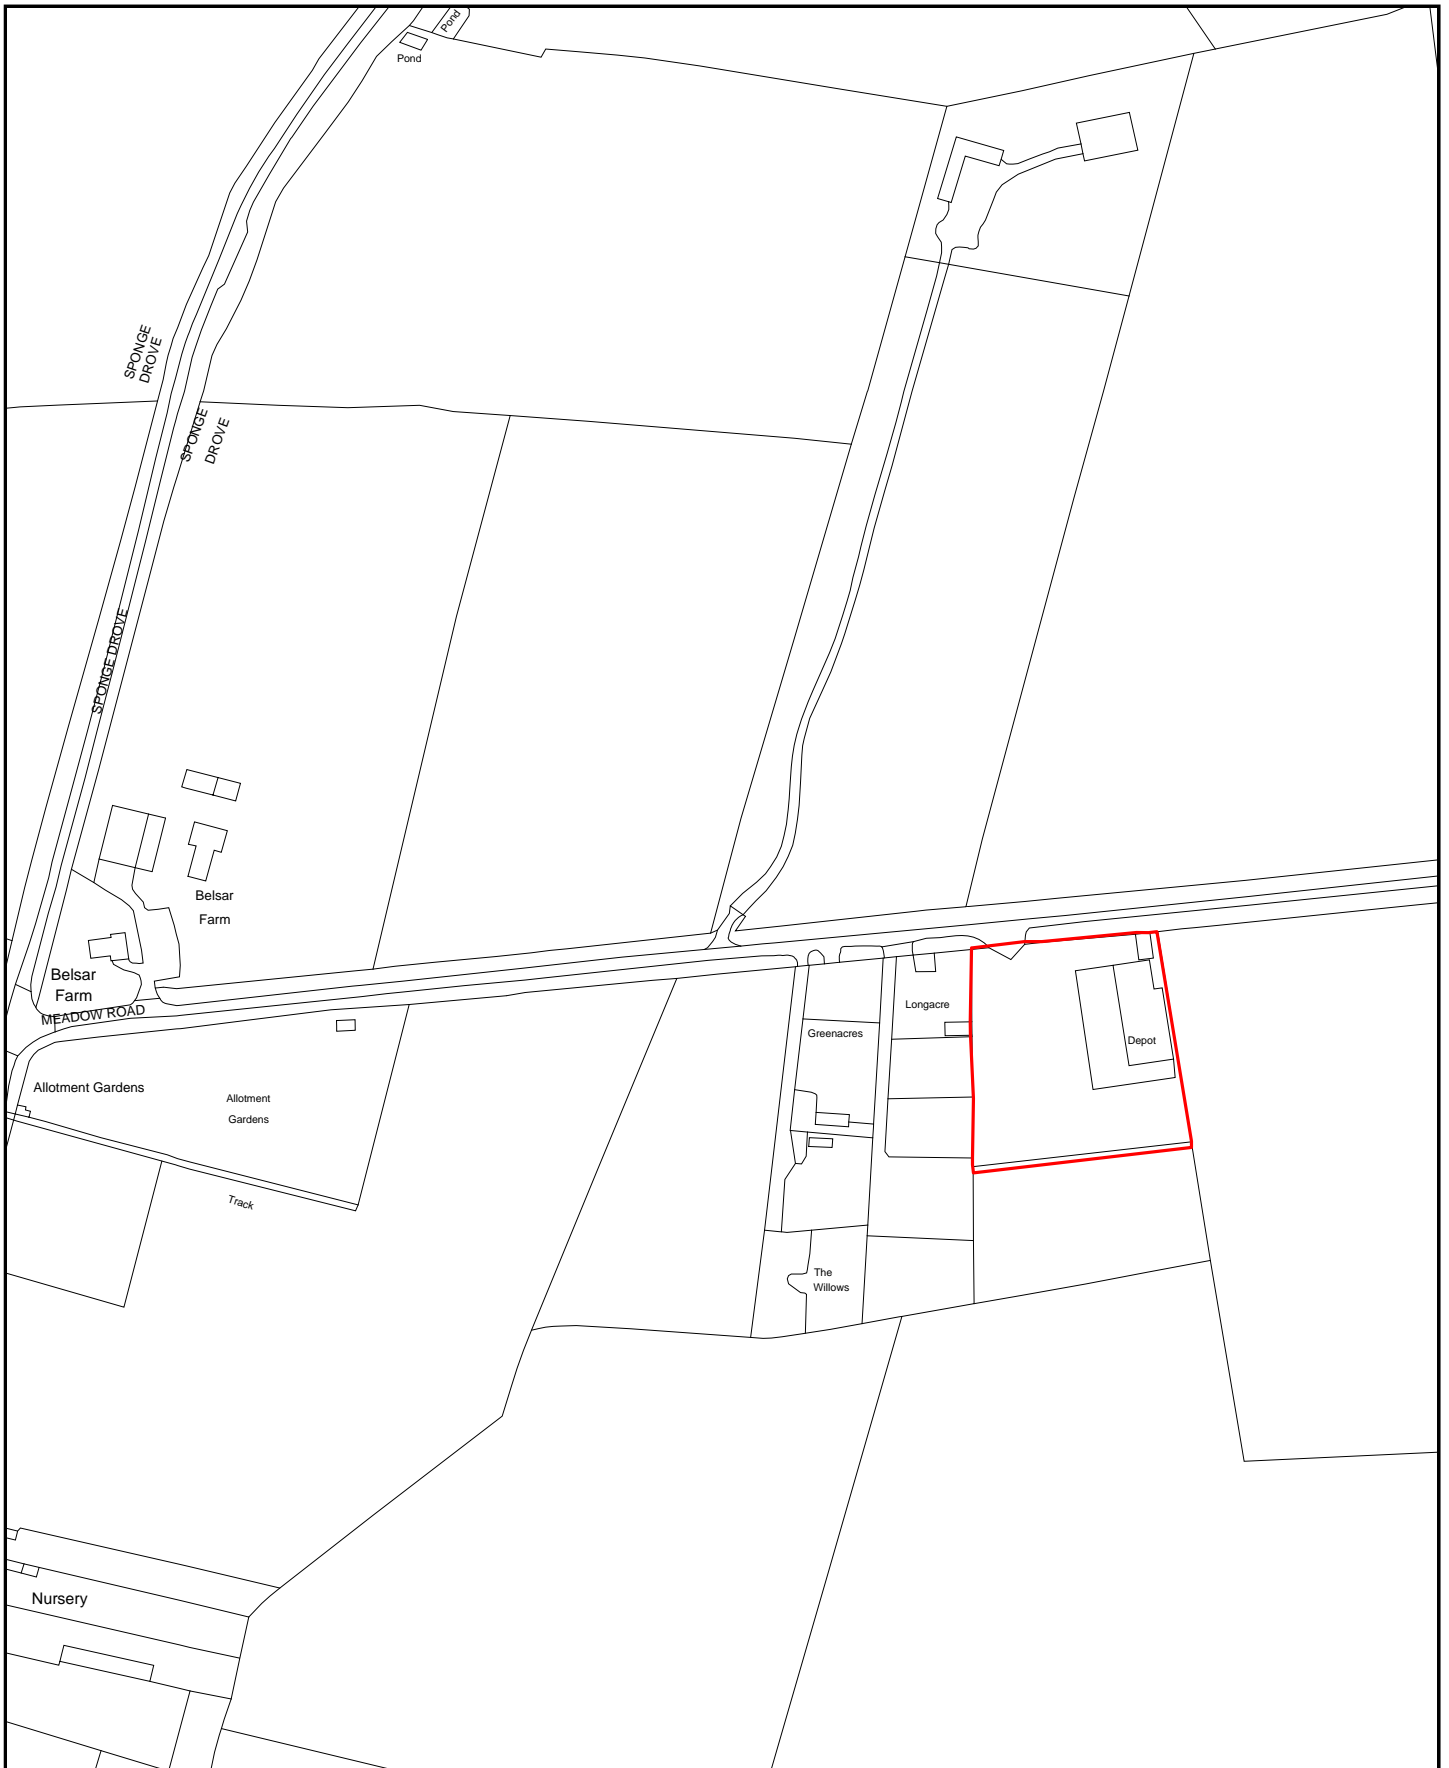 Pond
Pond
SPONGE
DROVE
SPONGE
DROVE
SPONGE DROVE
Belsar
Farm
Belsar
Farm
MEADOW ROAD
Longacre
Greenacres
Depot
Allotment Gardens
Allotment
Gardens
Track
The
Willows
Nursery